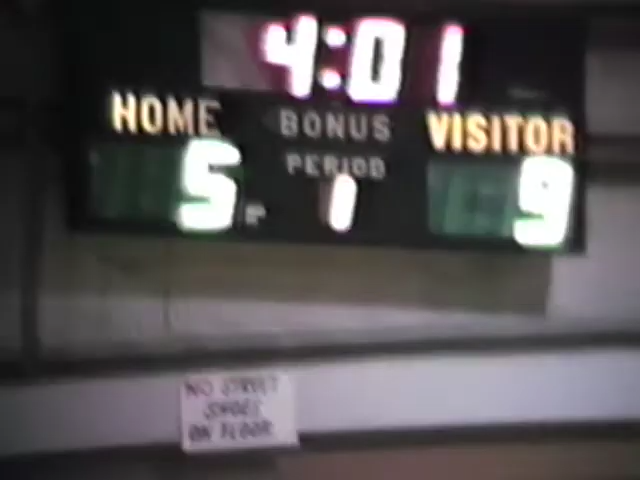 4:01
HOME BONUS VISITOR
PERIOD
5 1 9
NO STREET
SHOES
ON FLOOR